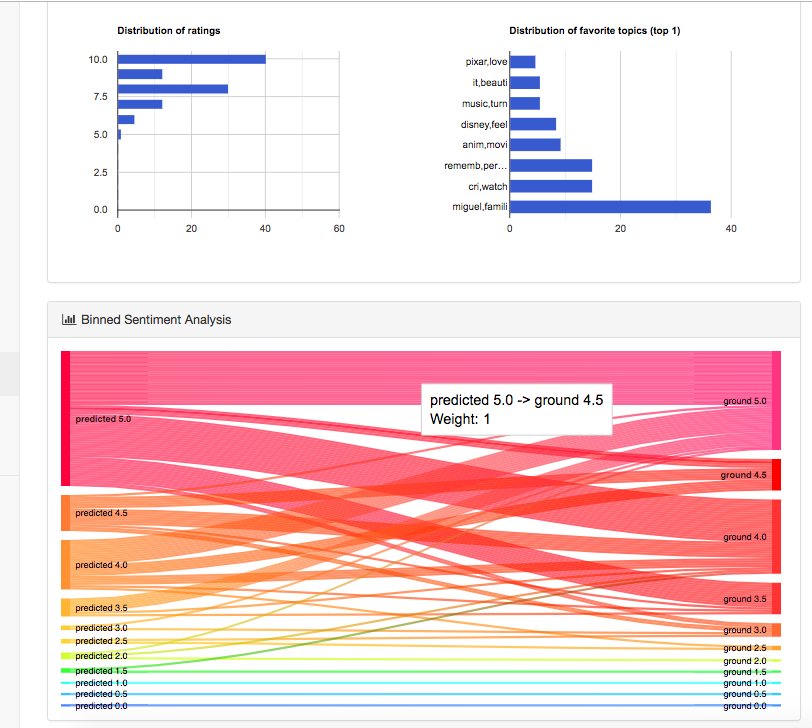 Distribution of ratings
10.0
7.5
5.0
2.5
0.0
0
20
40
60
Distribution of favorite topics (top 1)
pixar,love
it,beauti
music,turn
disney,feel
anim,movi
rememb,per...
cri,watch
miguel,famili
0
20
40
Binned Sentiment Analysis
predicted 5.0 -> ground 4.5
Weight: 1
predicted 5.0
predicted 4.5
predicted 4.0
predicted 3.5
predicted 3.0
predicted 2.5
predicted 2.0
predicted 1.5
predicted 1.0
predicted 0.5
predicted 0.0
ground 5.0
ground 4.5
ground 4.0
ground 3.5
ground 3.0
ground 2.5
ground 2.0
ground 1.5
ground 1.0
ground 0.5
ground 0.0